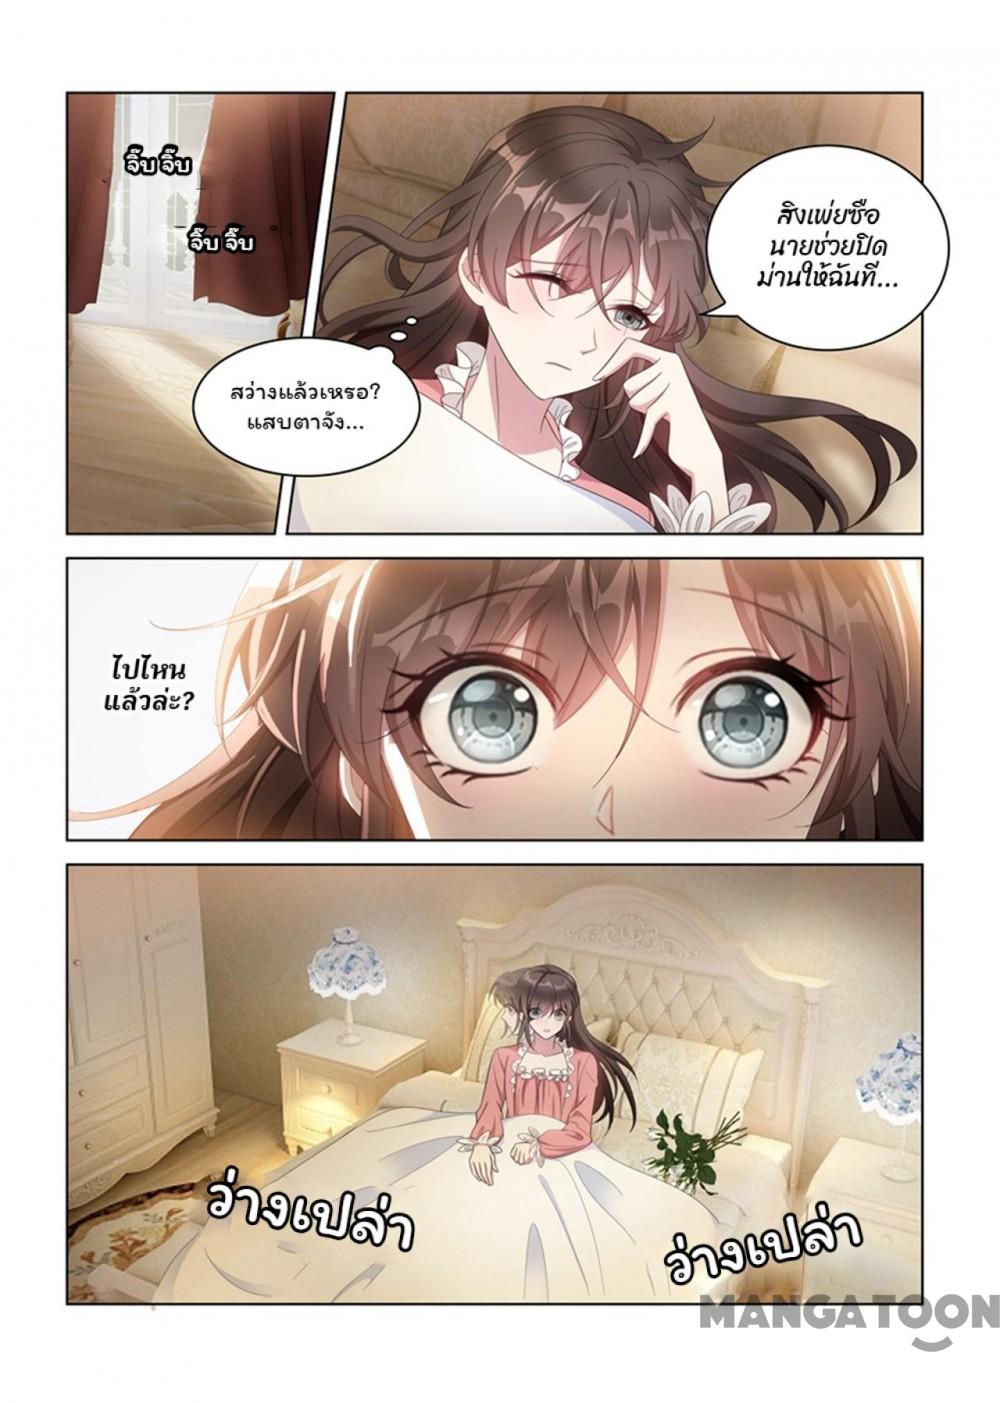 จิ๊บ จิ๊บ
จิ๊บ จิ๊บ
สิงเพ่ยซือ
นายช่วยปิด
ม่านให้ฉันที...
สว่างแล้วเหรอ?
แสบตาจัง...
ไปไหน
แล้วล่ะ?
ว่างเปล่า
ว่างเปล่า
MANGATOON